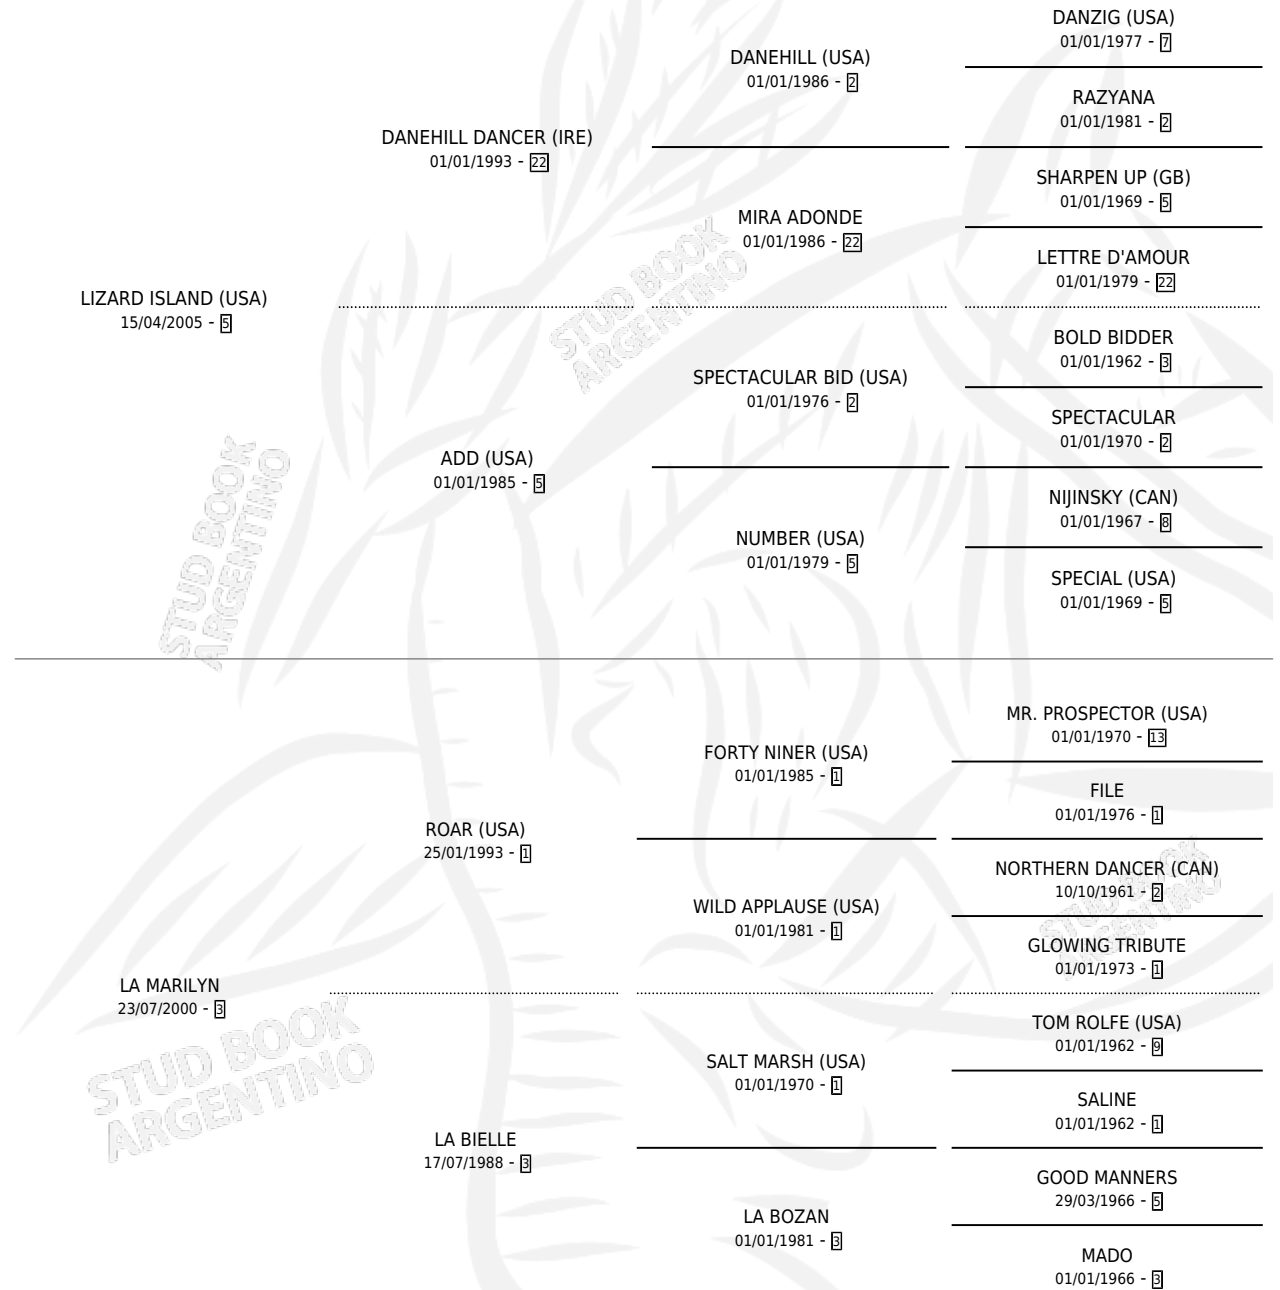 DANZIG (USA)
01/01/1977 - 7
DANEHILL (USA)
01/01/1986 - 2
RAZYANA
01/01/1981 - 2
DANEHILL DANCER (IRE)
01/01/1993 - 22
SHARPEN UP (GB)
01/01/1969 - 5
MIRA ADONDE
01/01/1986 - 22
LETTRE D'AMOUR
01/01/1979 - 22
LIZARD ISLAND (USA)
15/04/2005 - 5
BOLD BIDDER
01/01/1962 - 3
SPECTACULAR BID (USA)
01/01/1976 - 2
SPECTACULAR
01/01/1970 - 2
ADD (USA)
01/01/1985 - 5
NIJINSKY (CAN)
01/01/1967 - 8
NUMBER (USA)
01/01/1979 - 5
SPECIAL (USA)
01/01/1969 - 5
MR. PROSPECTOR (USA)
01/01/1970 - 13
FORTY NINER (USA)
01/01/1985 - 1
FILE
01/01/1976 - 1
ROAR (USA)
25/01/1993 - 1
NORTHERN DANCER (CAN)
10/10/1961 - 2
WILD APPLAUSE (USA)
01/01/1981 - 1
GLOWING TRIBUTE
01/01/1973 - 1
LA MARILYN
23/07/2000 - 3
TOM ROLFE (USA)
01/01/1962 - 9
SALT MARSH (USA)
01/01/1970 - 1
SALINE
01/01/1962 - 1
LA BIELLE
17/07/1988 - 3
GOOD MANNERS
29/03/1966 - 5
LA BOZAN
01/01/1981 - 3
MADO
01/01/1966 - 3
STUD BOOK
ARGENTINO
STUD BOOK
ARGENTINO
STUD BOOK
ARGENTINO
STUD BOOK
ARGENTINO